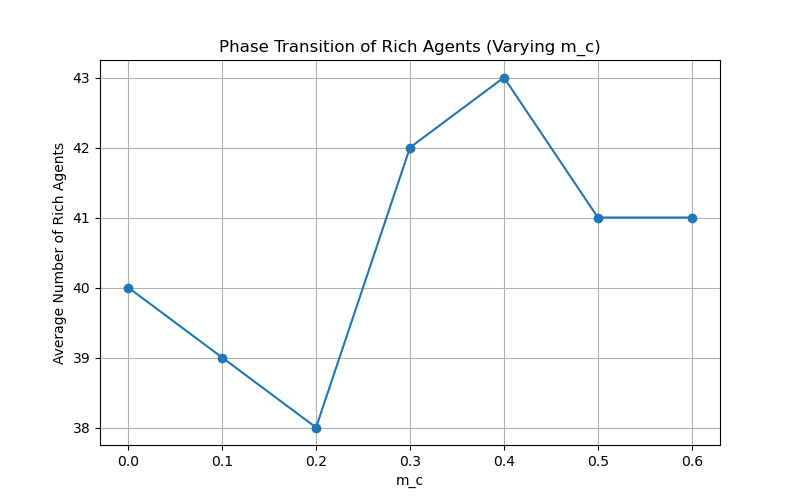 Phase Transition of Rich Agents (Varying m_c)
Average Number of Rich Agents
43
42
41
40
39
38
0.0 0.1 0.2 0.3 0.4 0.5 0.6
m_c